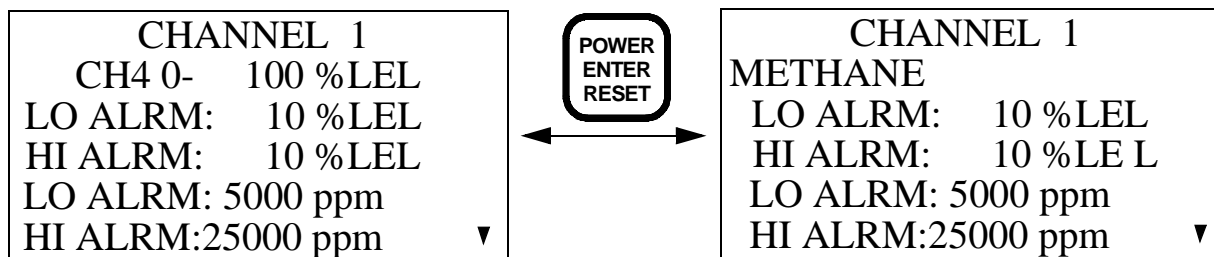 CHANNEL 1
CH4 0- 100 %LEL
LO ALRM: 10 %LEL
HI ALRM: 10 %LEL
LO ALRM: 5000 ppm
HI ALRM:25000 ppm
POWER
ENTER
RESET
CHANNEL 1
METHANE
LO ALRM: 10 %LEL
HI ALRM: 10 %LE L
LO ALRM: 5000 ppm
HI ALRM:25000 ppm